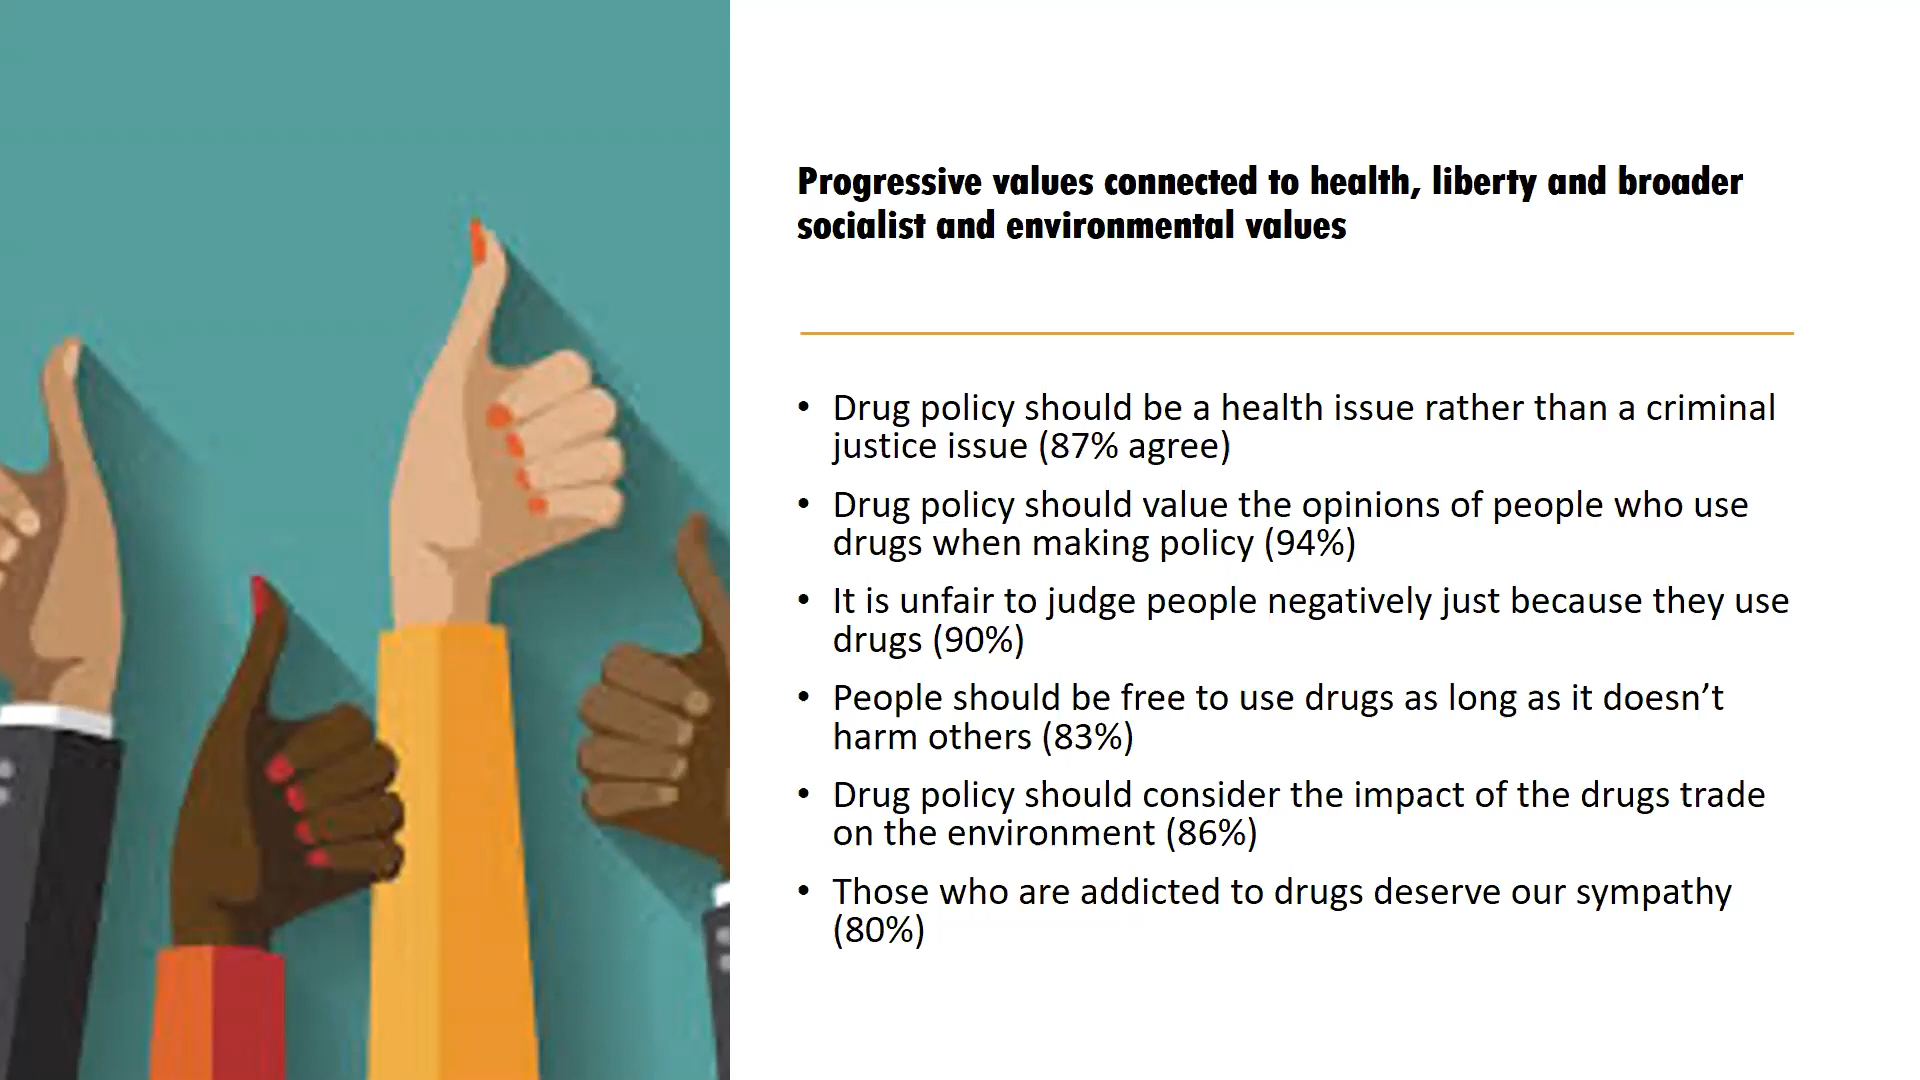 Progressive values connected to health, liberty and broader
socialist and environmental values
• Drug policy should be a health issue rather than a criminal
justice issue (87% agree)
• Drug policy should value the opinions of people who use
drugs when making policy (94%)
• It is unfair to judge people negatively just because they use
drugs (90%)
• People should be free to use drugs as long as it doesn’t
harm others (83%)
• Drug policy should consider the impact of the drugs trade
on the environment (86%)
• Those who are addicted to drugs deserve our sympathy
(80%)